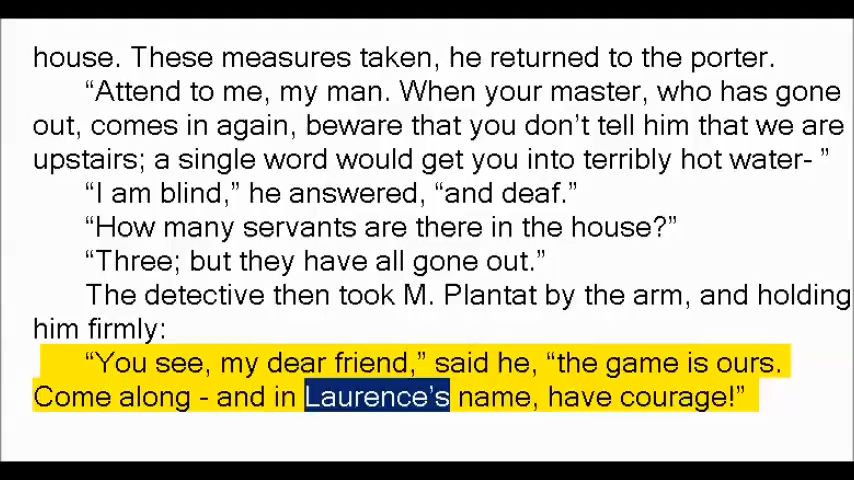 house. These measures taken, he returned to the porter.
“Attend to me, my man. When your master, who has gone
out, comes in again, beware that you don’t tell him that we are
upstairs; a single word would get you into terribly hot water- ”
“I am blind,” he answered, “and deaf.”
“How many servants are there in the house?”
“Three; but they have all gone out.”
The detective then took M. Plantat by the arm, and holding
him firmly:
“You see, my dear friend,” said he, “the game is ours.
Come along - and in Laurence’s name, have courage!”